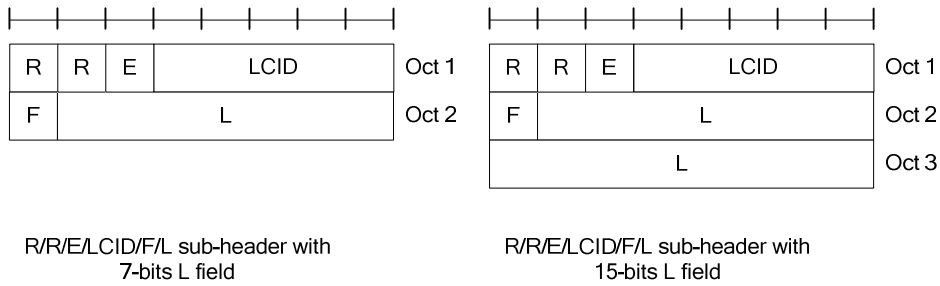 R R E LCID Oct 1
F L Oct 2
R/R/E/LCID/F/L sub-header with
7-bits L field
R R E LCID Oct 1
F L Oct 2
L Oct 3
R/R/E/LCID/F/L sub-header with
15-bits L field